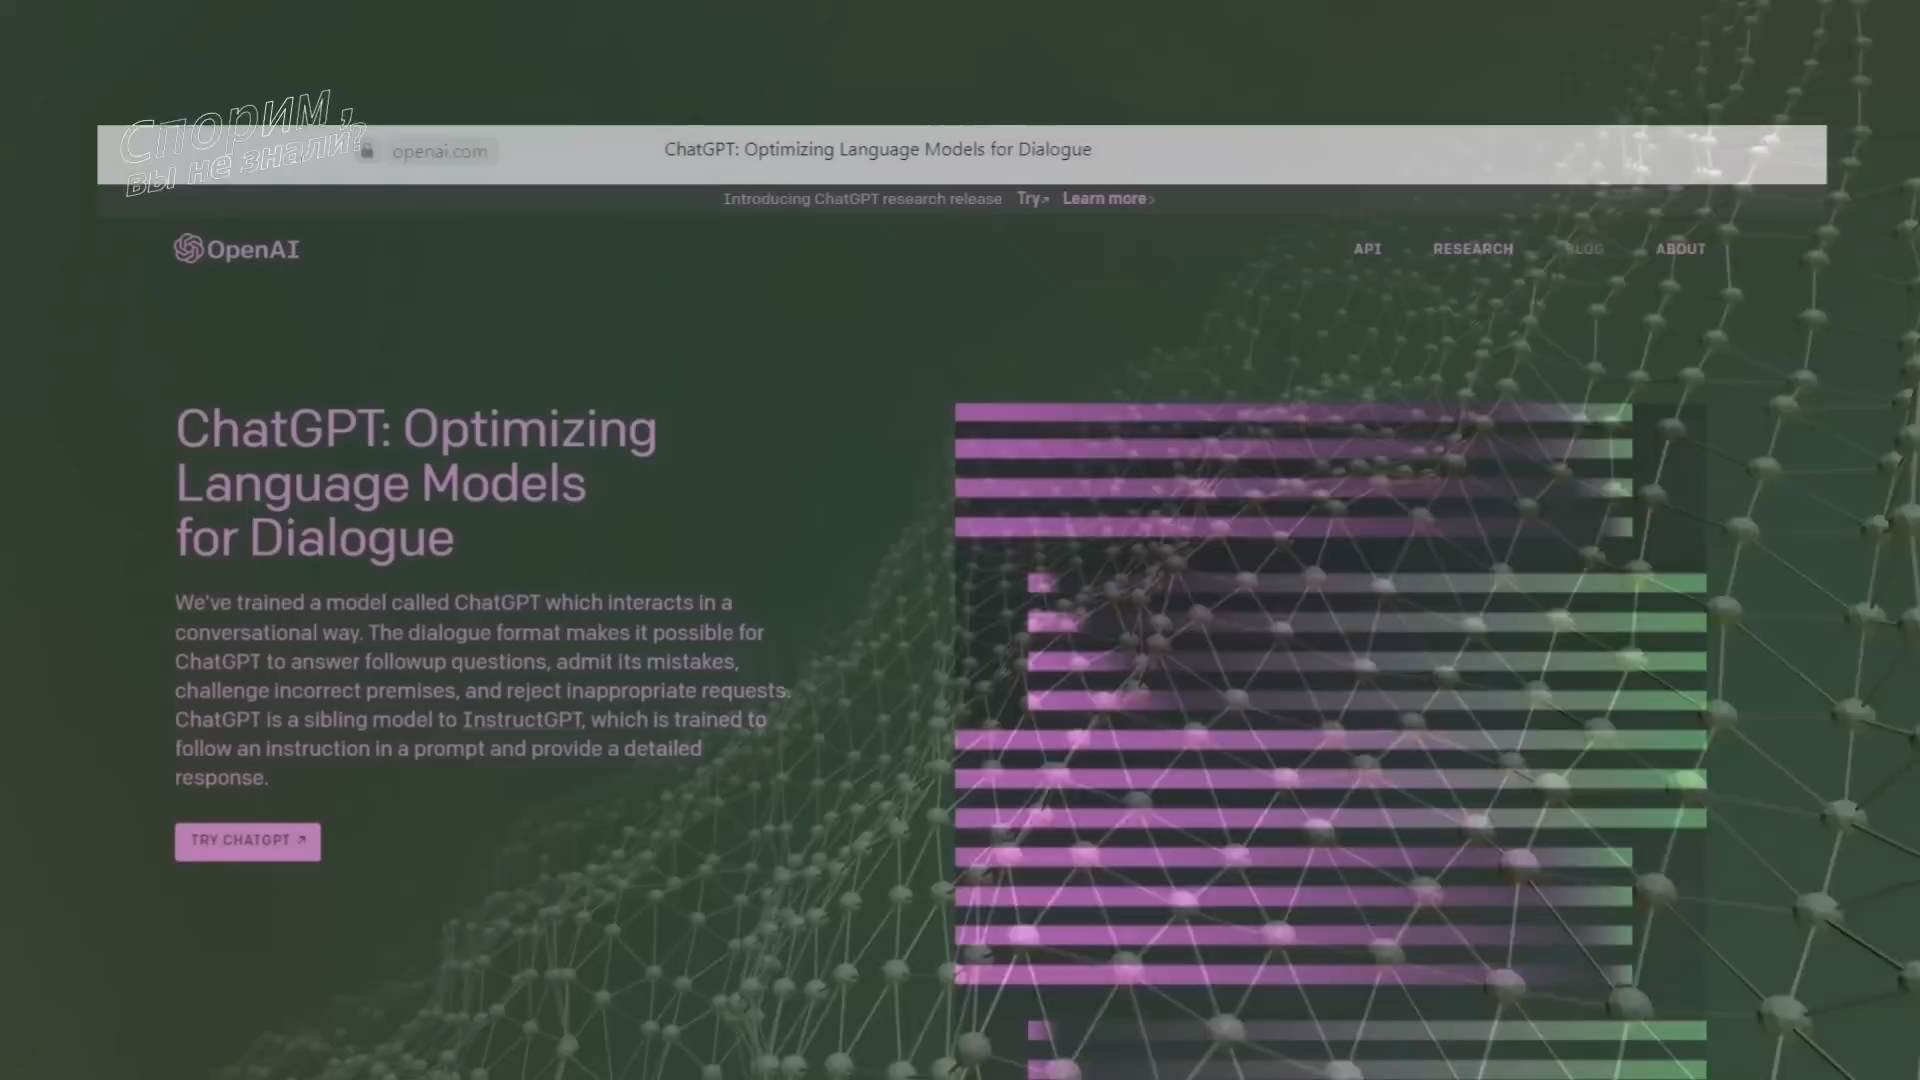 Спорим,
вы не знали?
openai.com
ChatGPT: Optimizing Language Models for Dialogue
Introducing ChatGPT research release Try↗ Learn more›
OpenAI
API RESEARCH BLOG ABOUT
ChatGPT: Optimizing
Language Models
for Dialogue
We've trained a model called ChatGPT which interacts in a
conversational way. The dialogue format makes it possible for
ChatGPT to answer followup questions, admit its mistakes,
challenge incorrect premises, and reject inappropriate requests.
ChatGPT is a sibling model to InstructGPT, which is trained to
follow an instruction in a prompt and provide a detailed
response.
TRY CHATGPT ↗